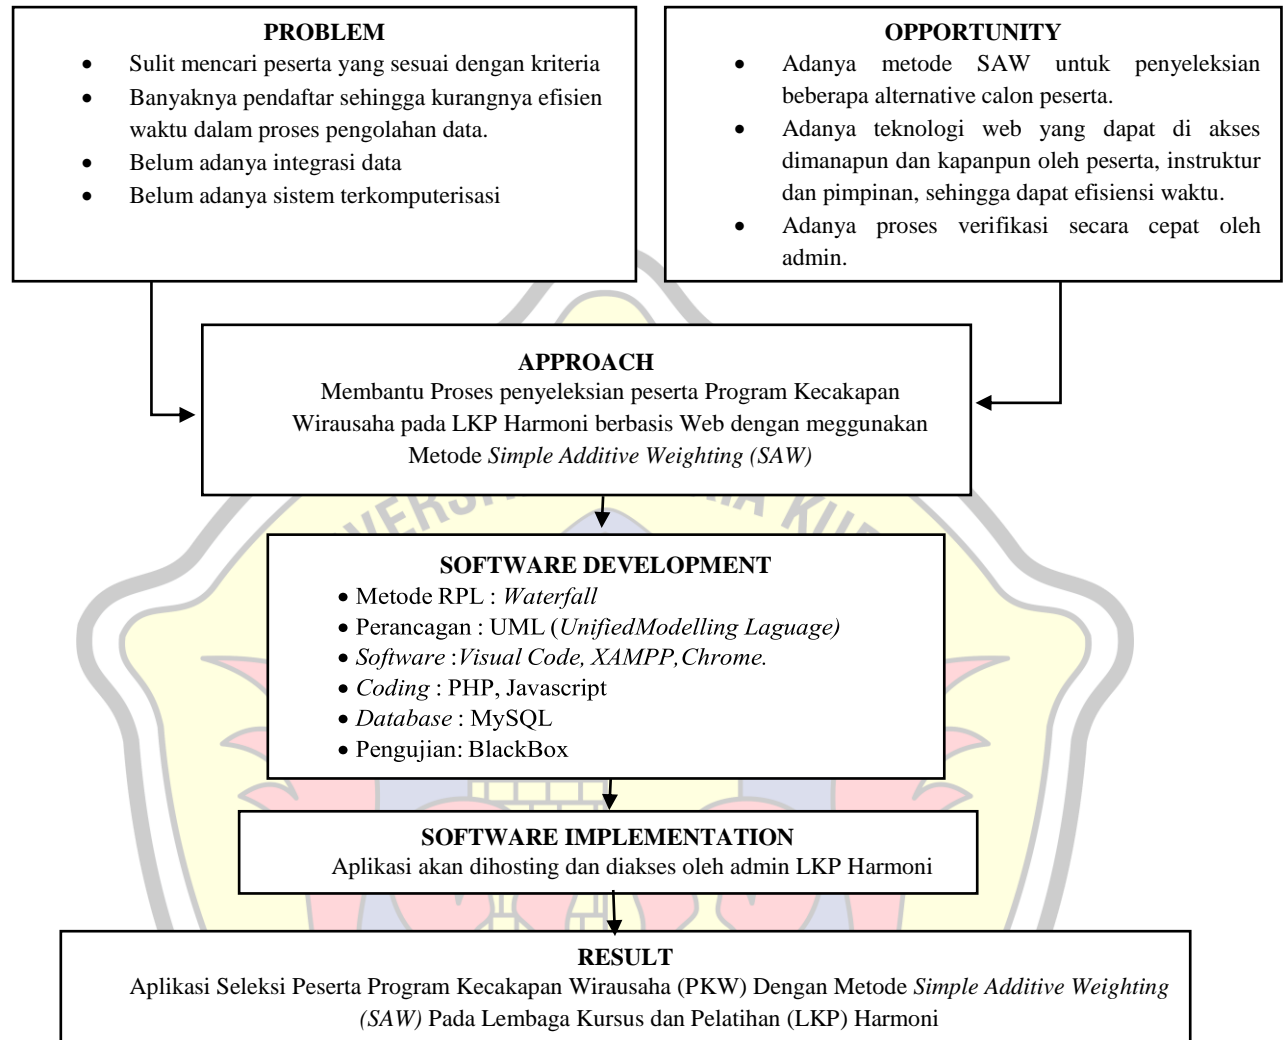 PROBLEM
• Sulit mencari peserta yang sesuai dengan kriteria
• Banyaknya pendaftar sehingga kurangnya efisien
waktu dalam proses pengolahan data.
• Belum adanya integrasi data
• Belum adanya sistem terkomputerisasi
OPPORTUNITY
• Adanya metode SAW untuk penyeleksian
beberapa alternative calon peserta.
• Adanya teknologi web yang dapat di akses
dimanapun dan kapanpun oleh peserta, instruktur
dan pimpinan, sehingga dapat efisiensi waktu.
• Adanya proses verifikasi secara cepat oleh
admin.
APPROACH
Membantu Proses penyeleksian peserta Program Kecakapan
Wirausaha pada LKP Harmoni berbasis Web dengan meggunakan
Metode Simple Additive Weighting (SAW)
SOFTWARE DEVELOPMENT
• Metode RPL : Waterfall
• Perancagan : UML (UnifiedModelling Laguage)
• Software :Visual Code, XAMPP,Chrome.
• Coding : PHP, Javascript
• Database : MySQL
• Pengujian: BlackBox
SOFTWARE IMPLEMENTATION
Aplikasi akan dihosting dan diakses oleh admin LKP Harmoni
RESULT
Aplikasi Seleksi Peserta Program Kecakapan Wirausaha (PKW) Dengan Metode Simple Additive Weighting
(SAW) Pada Lembaga Kursus dan Pelatihan (LKP) Harmoni